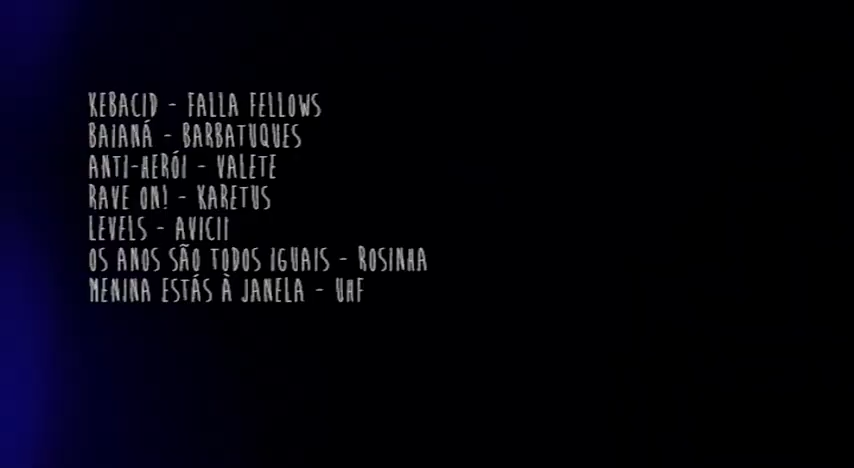 KEBACID - FALLA FELLOWS
BAIANÁ - BARBATUQUES
ANTI-HERÓI - VALETE
RAVE ON! - KARETUS
LEVELS - AVICII
OS ANOS SÃO TODOS IGUAIS - ROSINHA
MENINA ESTÁS À JANELA - UHF